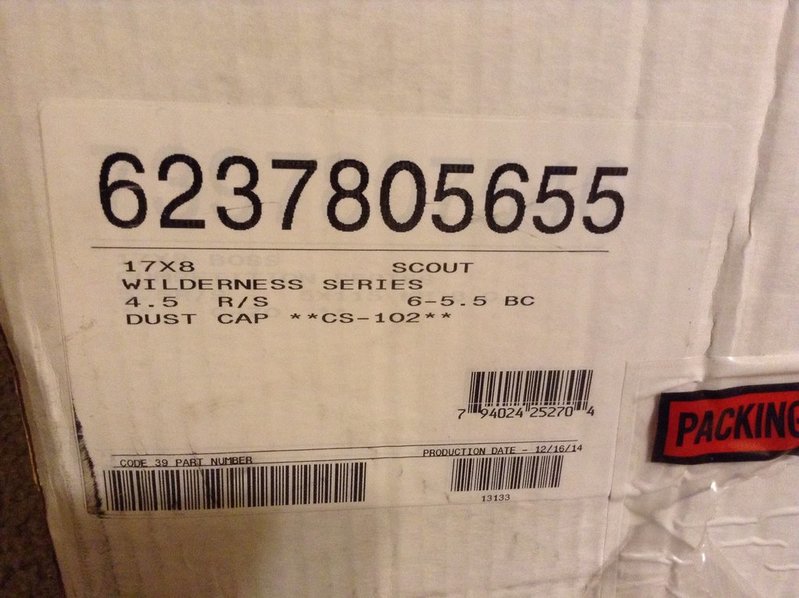 6237805655
17X8 SCOUT
WILDERNESS SERIES
4.5 R/S 6-5.5 BC
DUST CAP **CS-102**
7 94024 25270 4
CODE 39 PART NUMBER
PRODUCTION DATE - 12/16/14
13133
PACKING